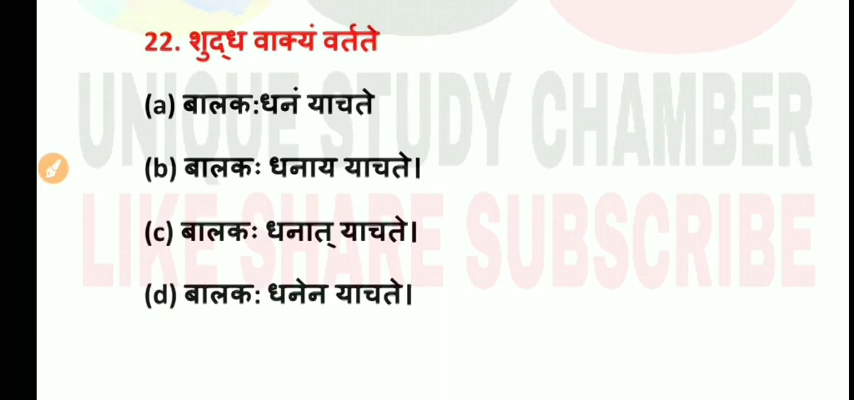 22. शुद्ध वाक्यं वर्तते
UNIQUE STUDY CHAMBER
(a) बालक:धनं याचते
(b) बालकः धनाय याचते।
LIKE SHARE SUBSCRIBE
(c) बालकः धनात् याचते।
(d) बालक: धनेन याचते।